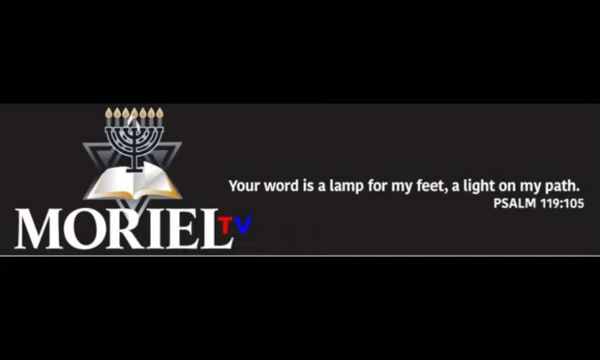 Your word is a lamp for my feet, a light on my path.
PSALM 119:105
MORIEL TV